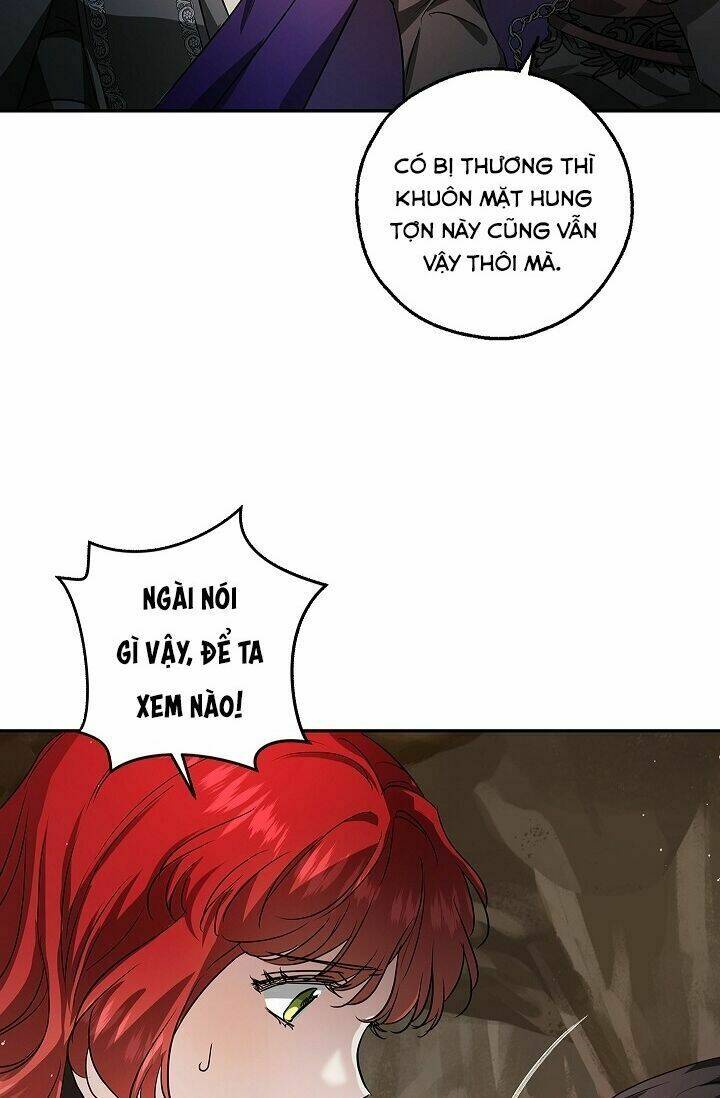 CÓ BỊ THƯƠNG THÌ
KHUÔN MẶT HUNG
TỢN NÀY CŨNG VẪN
VẬY THÔI MÀ.
NGÀI NÓI
GÌ VẬY, ĐỂ TA
XEM NÀO!